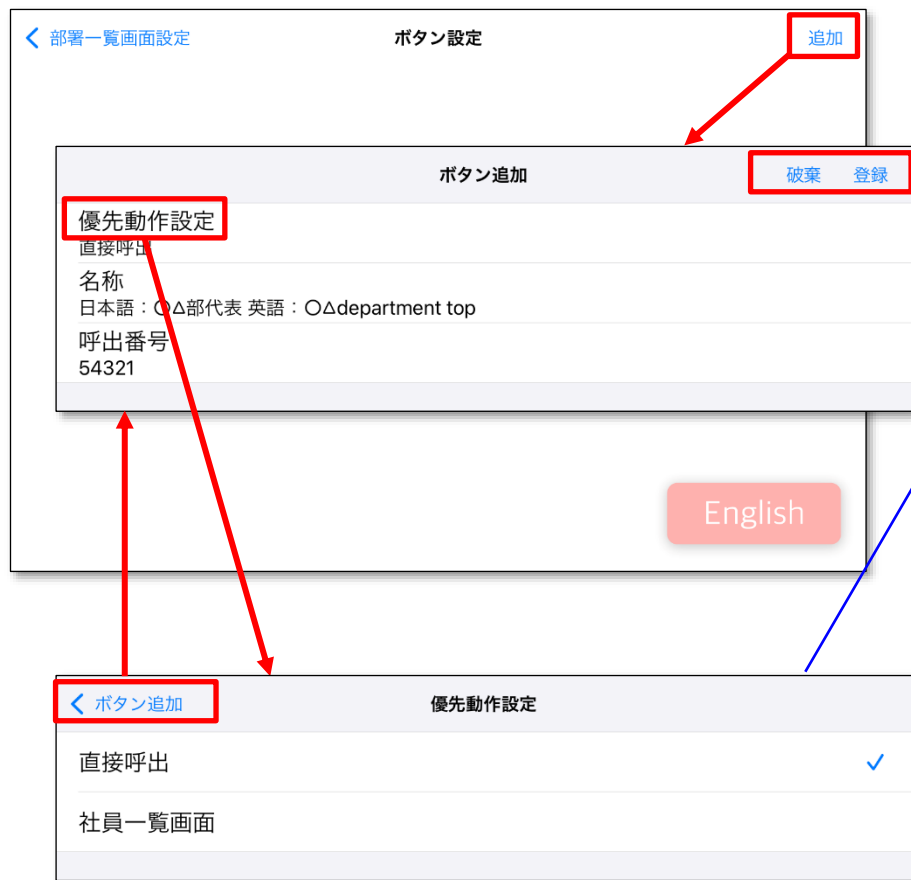 部署一覧画面設定 ボタン設定 追加
ボタン追加 破棄 登録
優先動作設定
直接呼出
名称
日本語：〇△部代表 英語：〇△department top
呼出番号
54321
English
ボタン追加 優先動作設定
直接呼出
社員一覧画面